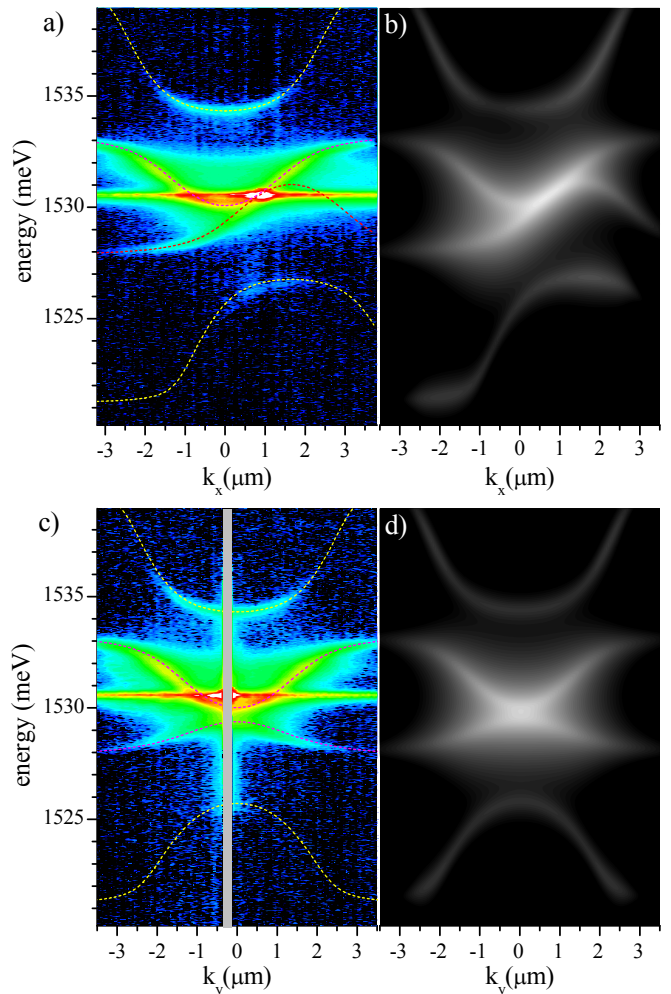 a)
b)
1535
1530
1525
energy (meV)
-3 -2 -1 0 1 2 3
-3 -2 -1 0 1 2 3
kx(μm)
kx(μm)
c)
d)
1535
1530
1525
energy (meV)
-3 -2 -1 0 1 2 3
-3 -2 -1 0 1 2 3
ky(μm)
ky(μm)